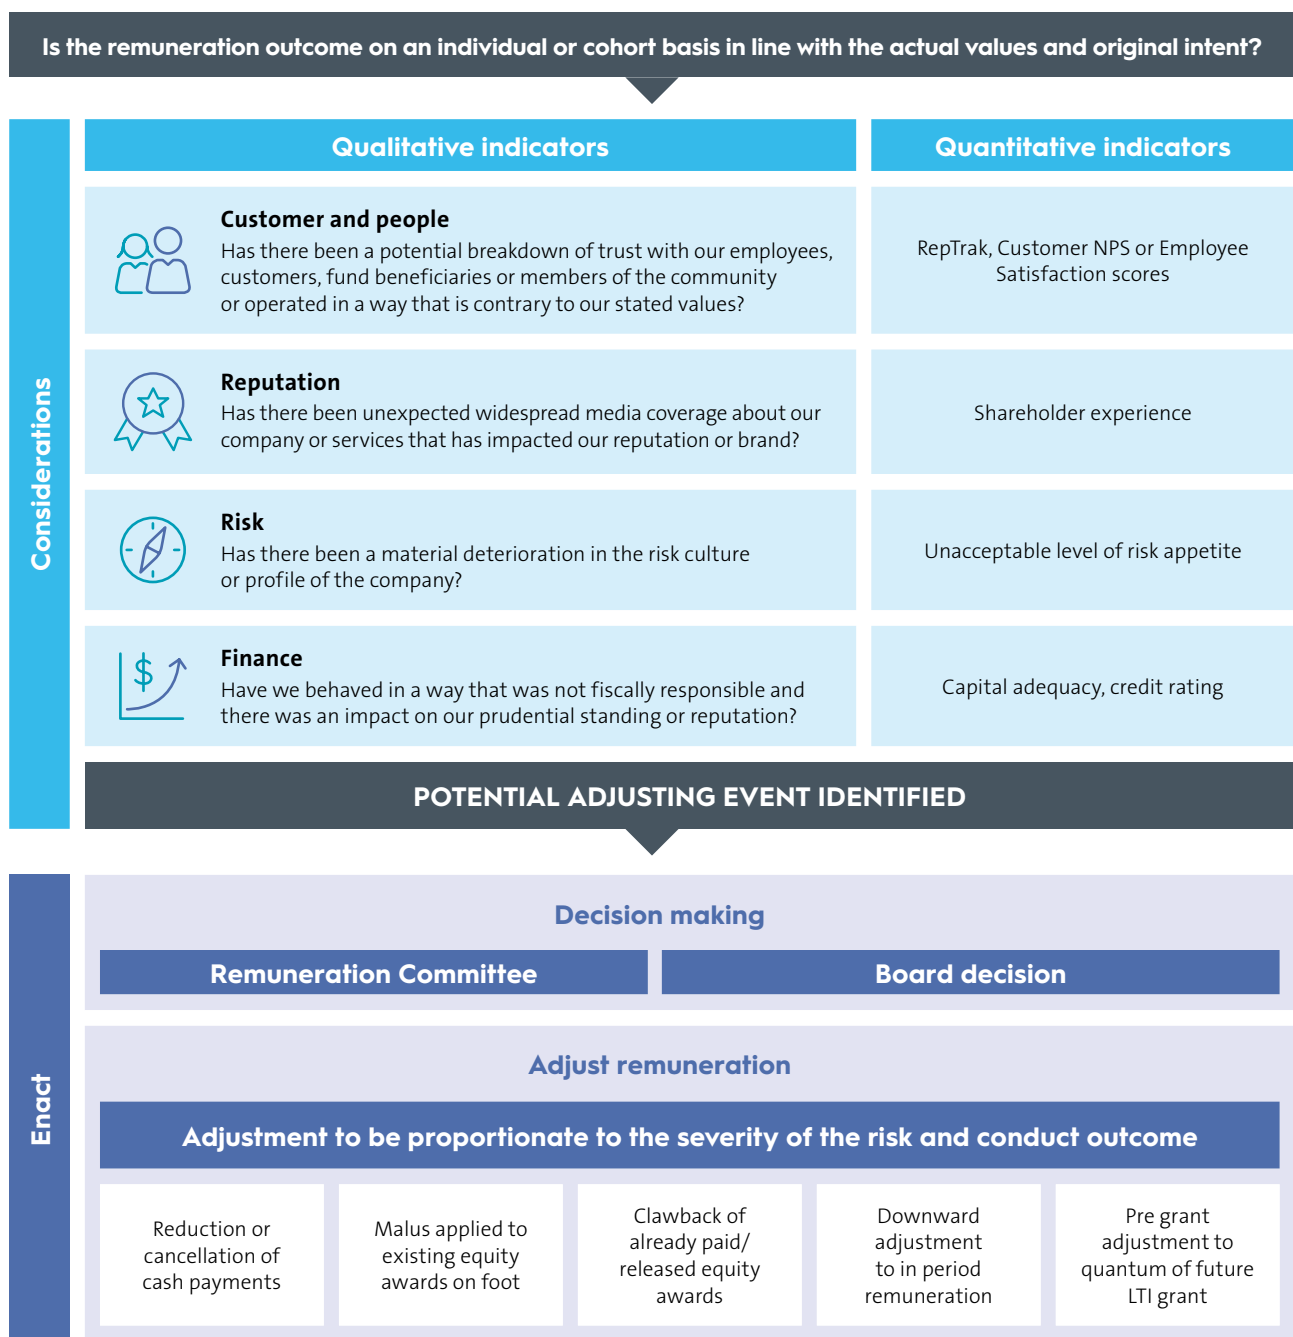 Is the remuneration outcome on an individual or cohort basis in line with the actual values and original intent?
Considerations
Qualitative indicators
Quantitative indicators
Customer and people
Has there been a potential breakdown of trust with our employees,
customers, fund beneficiaries or members of the community
or operated in a way that is contrary to our stated values?
RepTrak, Customer NPS or Employee
Satisfaction scores
Reputation
Has there been unexpected widespread media coverage about our
company or services that has impacted our reputation or brand?
Shareholder experience
Risk
Has there been a material deterioration in the risk culture
or profile of the company?
Unacceptable level of risk appetite
$
Finance
Have we behaved in a way that was not fiscally responsible and
there was an impact on our prudential standing or reputation?
Capital adequacy, credit rating
POTENTIAL ADJUSTING EVENT IDENTIFIED
Enact
Decision making
Remuneration Committee
Board decision
Adjust remuneration
Adjustment to be proportionate to the severity of the risk and conduct outcome
Reduction or
cancellation of
cash payments
Malus applied to
existing equity
awards on foot
Clawback of
already paid/
released equity
awards
Downward
adjustment
to in period
remuneration
Pre grant
adjustment to
quantum of future
LTI grant